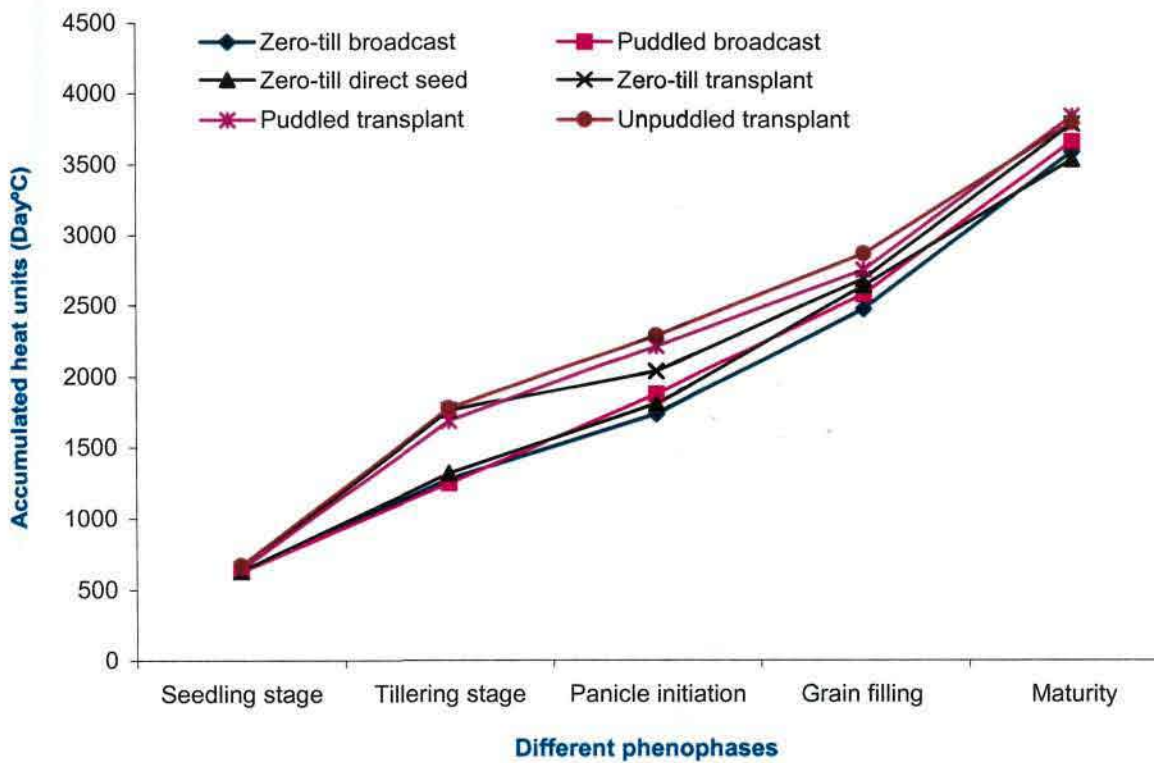 4500
4000
3500
3000
2500
2000
1500
1000
500
0
Accumulated heat units (DayºC)
Zero-till broadcast
Puddled broadcast
Zero-till direct seed
Zero-till transplant
Puddled transplant
Unpuddled transplant
Seedling stage
Tillering stage
Panicle initiation
Grain filling
Maturity
Different phenophases